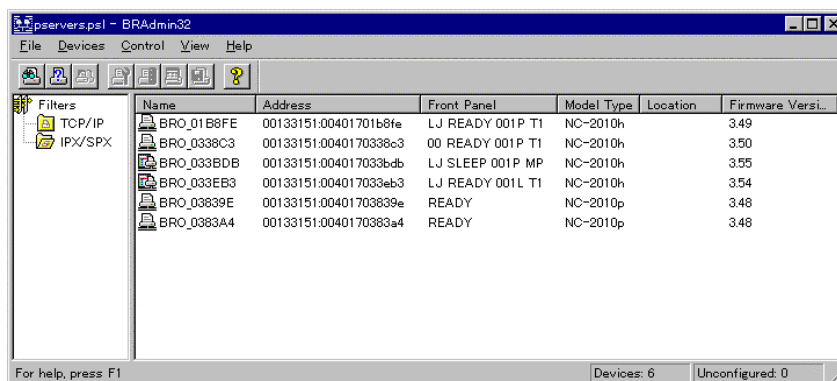 pservers.psl - BRAdmin32
File Devices Control View Help
Filters
TCP/IP
IPX/SPX
Name Address Front Panel Model Type Location Firmware Versi...
BRO_01B8FE 00133151:00401701b8fe LJ READY 001P T1 NC-2010h 3.49
BRO_0338C3 00133151:0040170338c3 00 READY 001P T1 NC-2010h 3.50
BRO_033BDB 00133151:004017033bdb LJ SLEEP 001P MP NC-2010h 3.55
BRO_033EB3 00133151:004017033eb3 LJ READY 001L T1 NC-2010h 3.54
BRO_03839E 00133151:00401703839e READY NC-2010p 3.48
BRO_0383A4 00133151:0040170383a4 READY NC-2010p 3.48
For help, press F1 Devices: 6 Unconfigured: 0